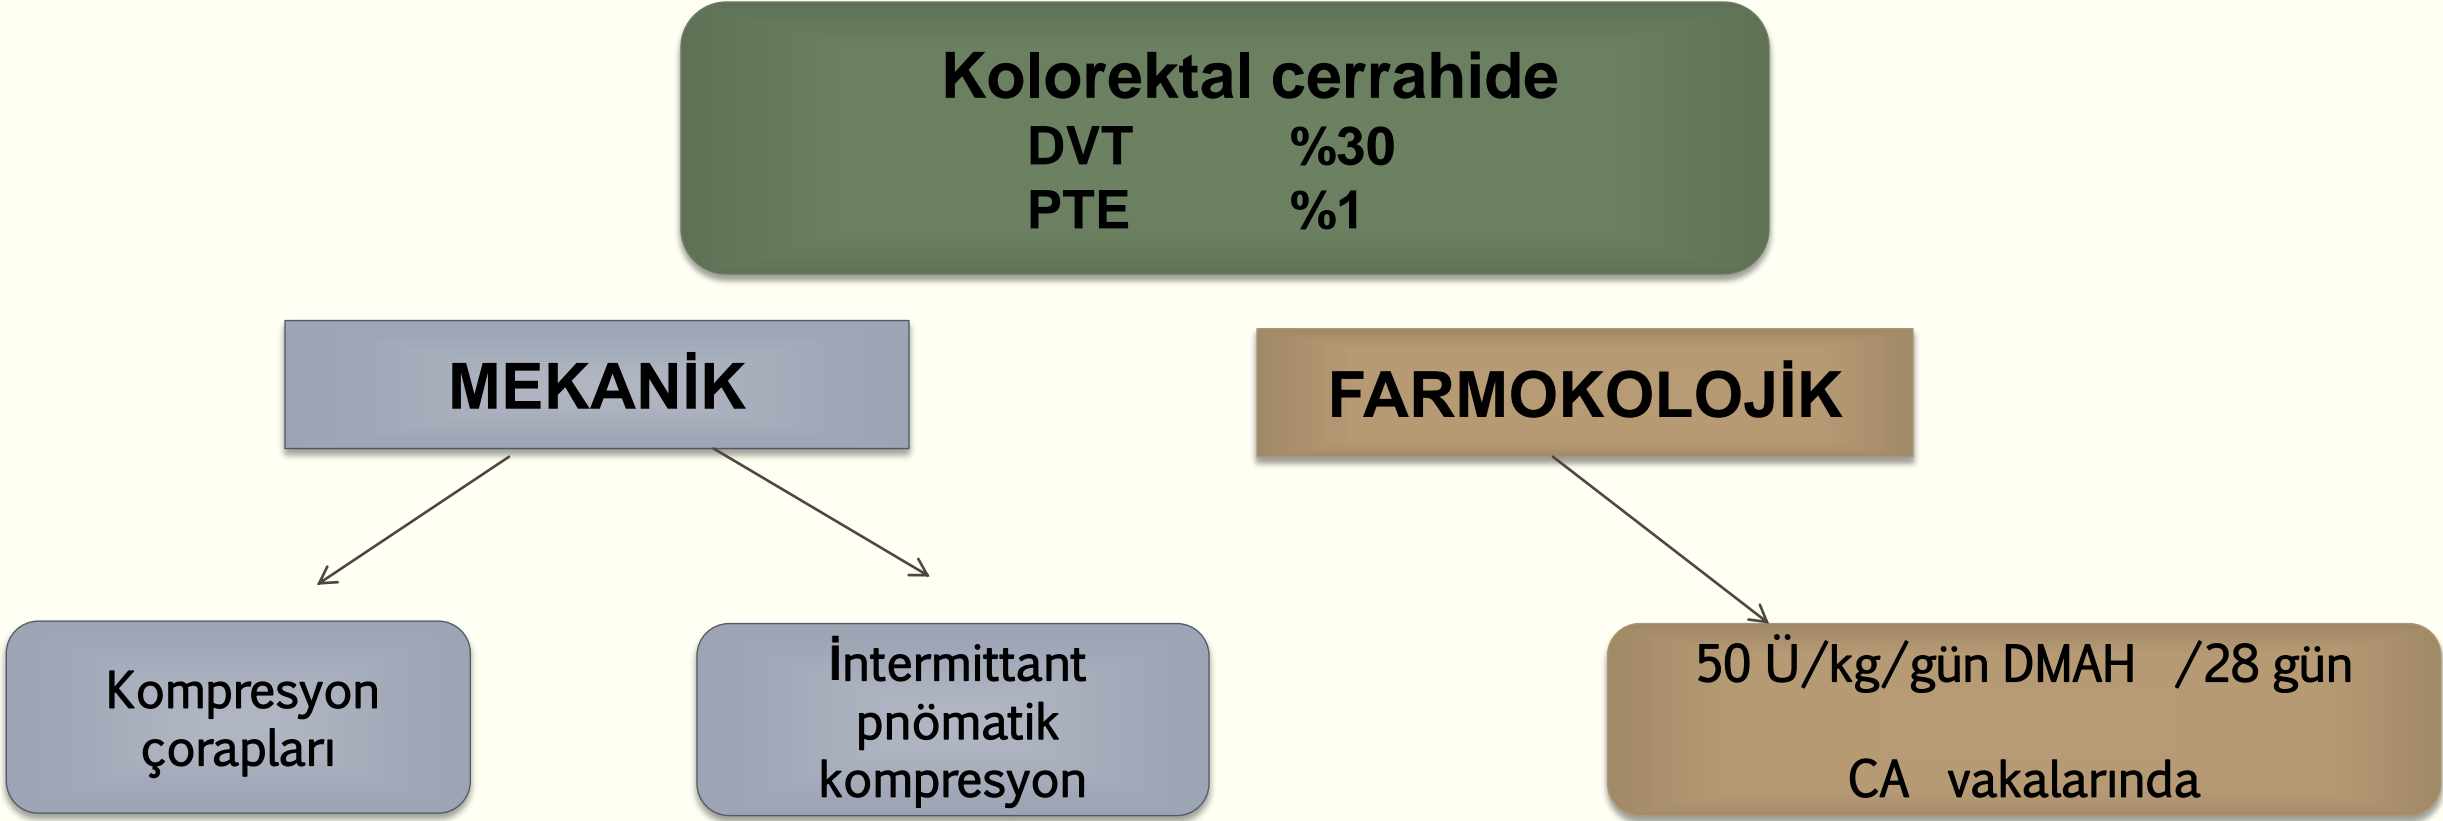 Kolorektal cerrahide
DVT %30
PTE %1
MEKANİK
FARMOKOLOJİK
Kompresyon
çorapları
İntermittant
pnömatik
kompresyon
50 Ü/kg/gün DMAH /28 gün
CA vakalarında